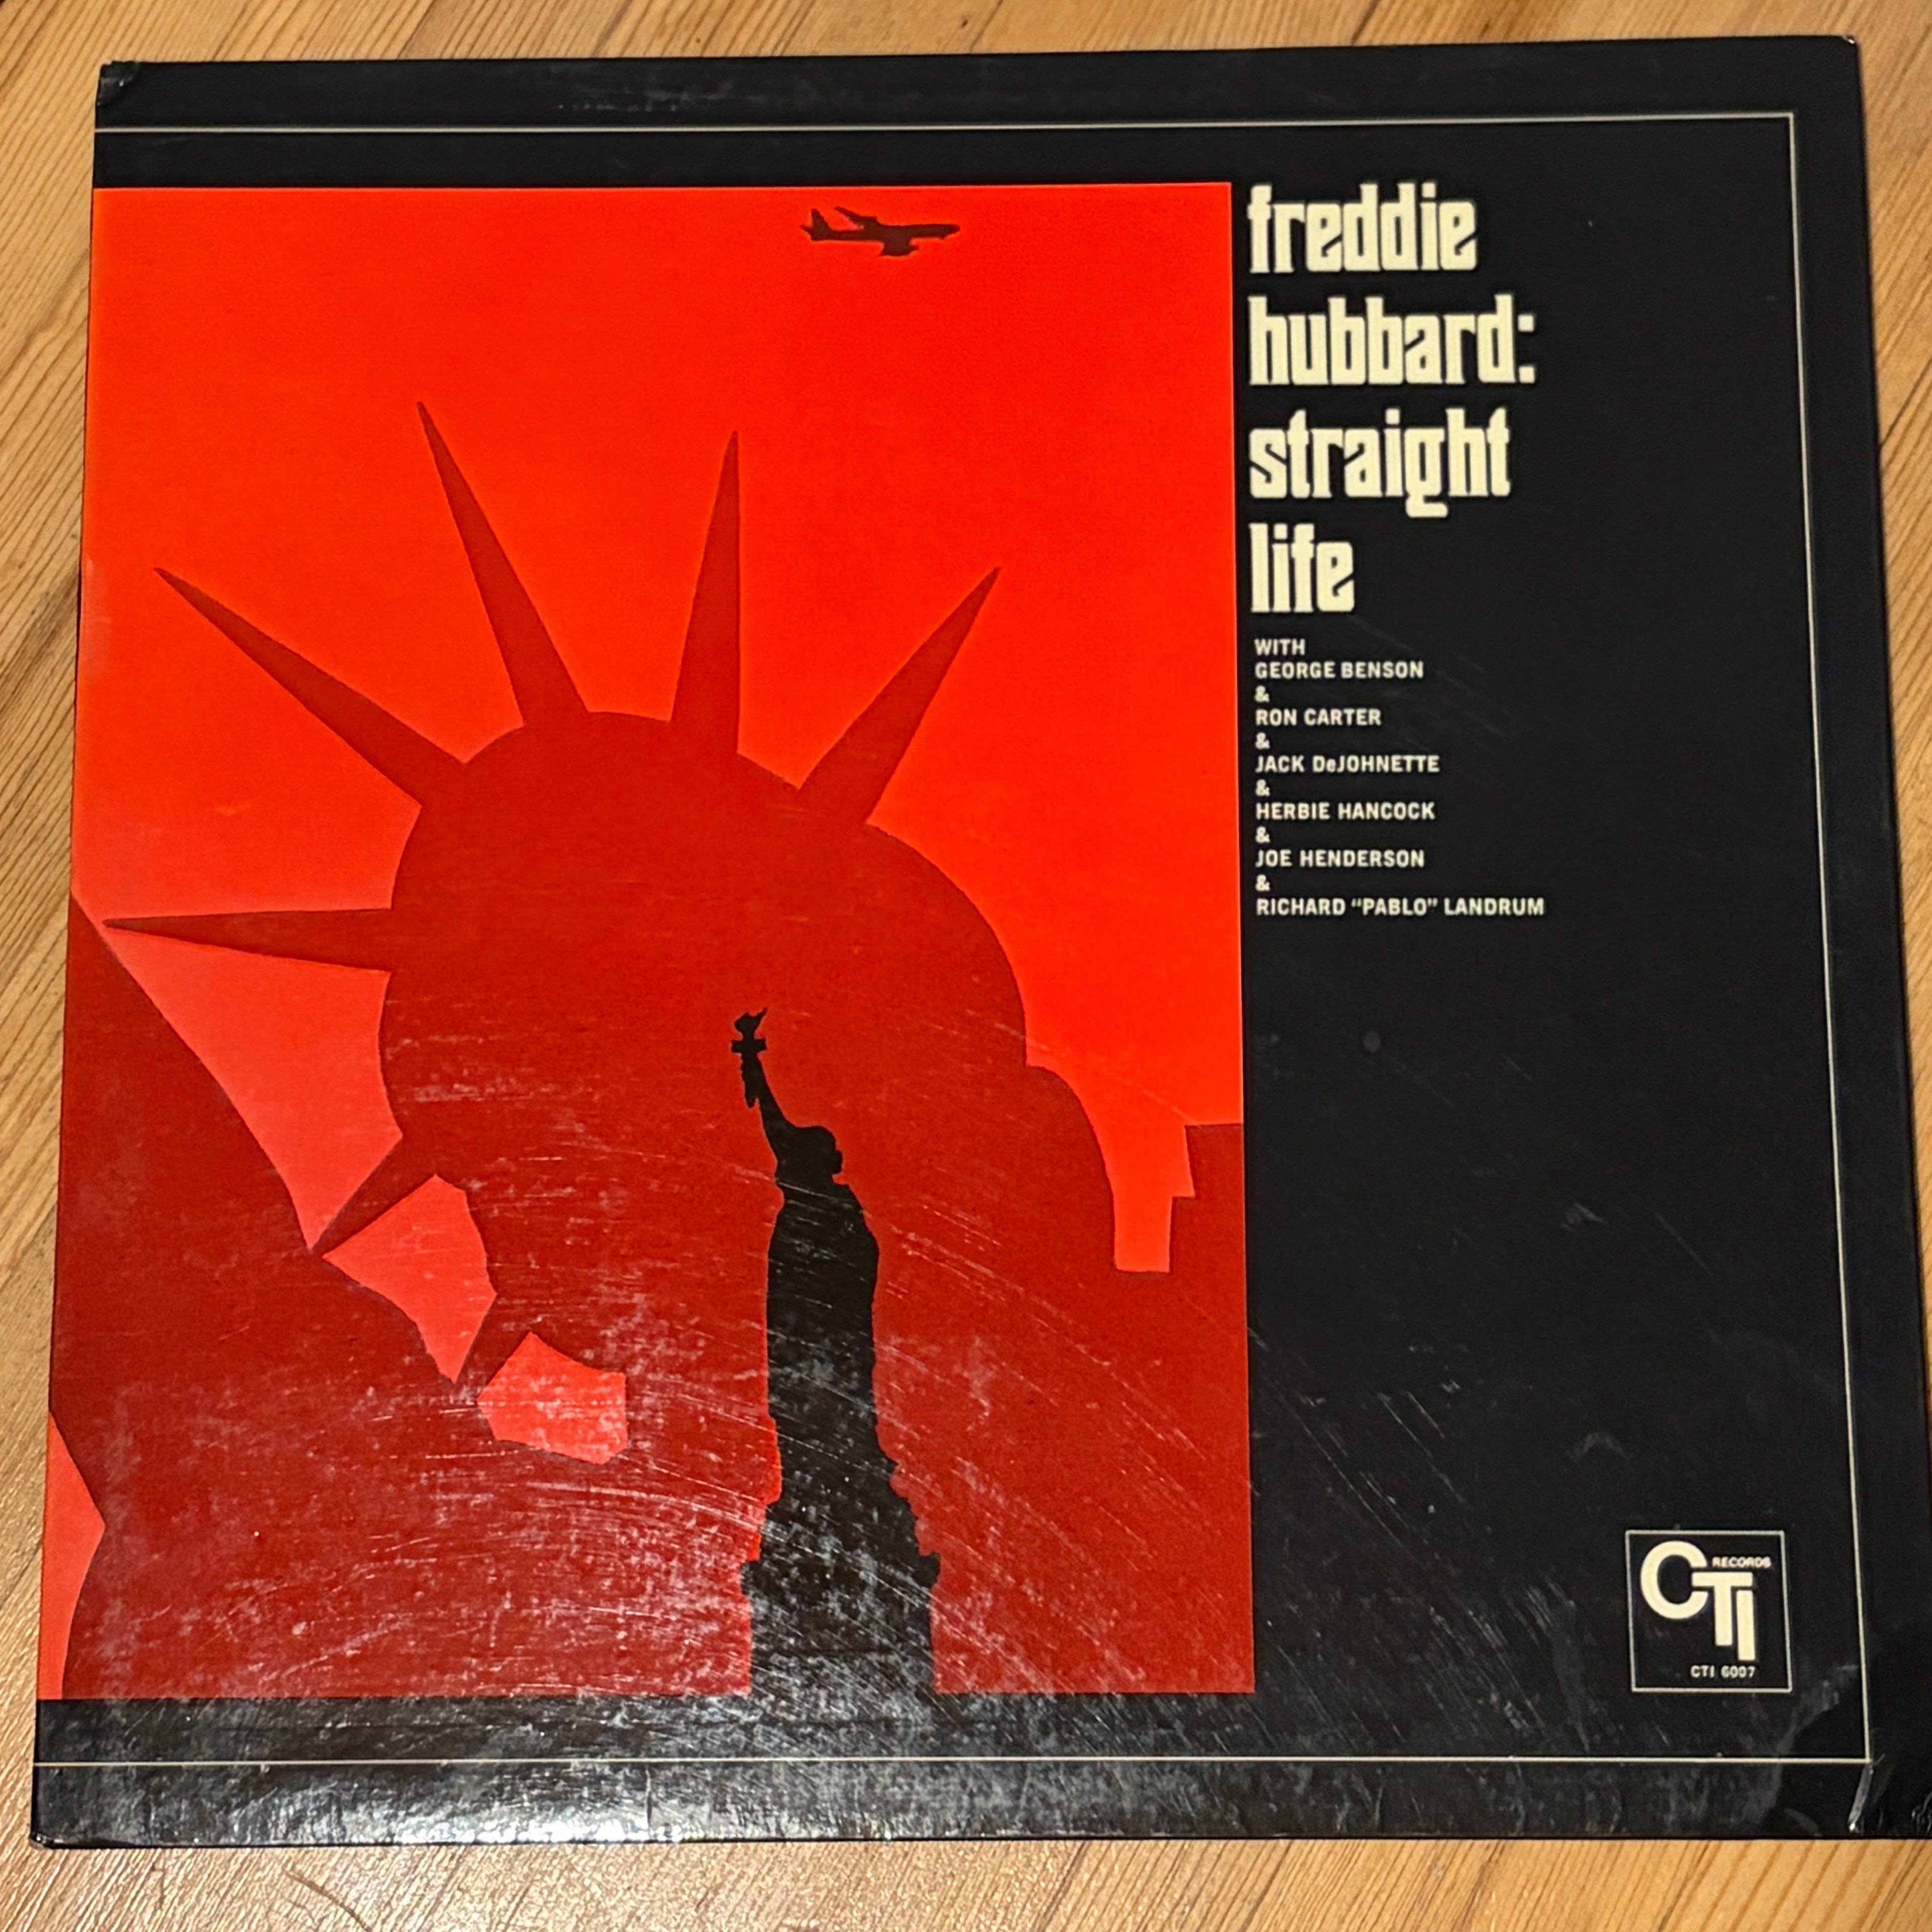 freddie
hubbard:
straight
life
WITH
GEORGE BENSON
&
RON CARTER
&
JACK DeJOHNETTE
&
HERBIE HANCOCK
&
JOE HENDERSON
&
RICHARD “PABLO” LANDRUM
CTI RECORDS
CTI 6007